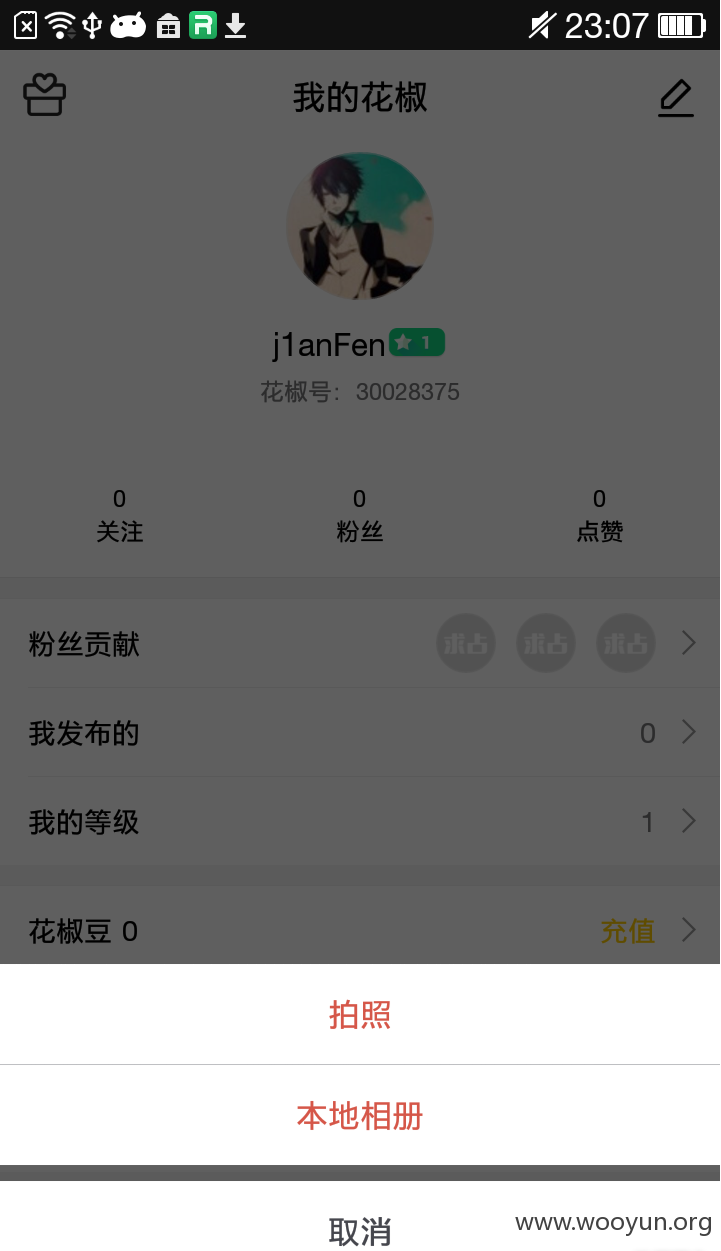 23:07
我的花椒
j1anFen 1
花椒号：30028375
0 0 0
关注 粉丝 点赞
粉丝贡献 求占 求占 求占
我发布的 0
我的等级 1
花椒豆 0 充值
拍照
本地相册
取消
www.wooyun.org